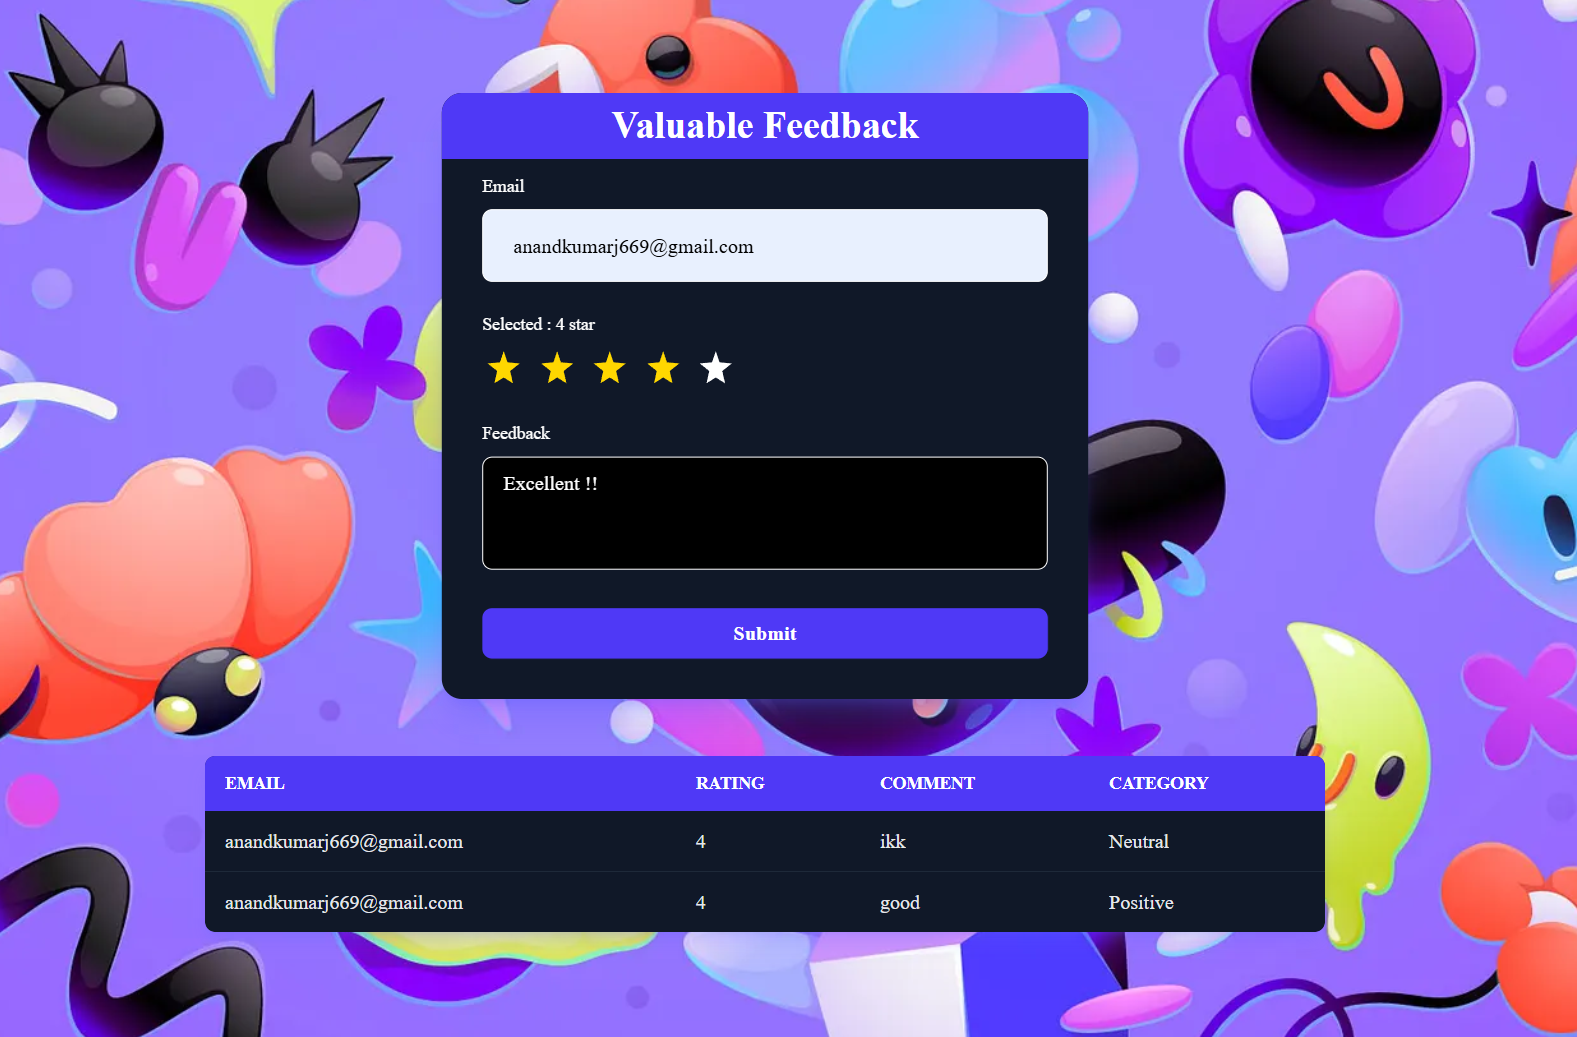 Valuable Feedback
Email
anandkumarj669@gmail.com
Selected : 4 star
Feedback
Excellent !!
Submit
EMAIL RATING COMMENT CATEGORY
anandkumarj669@gmail.com 4 ikk Neutral
anandkumarj669@gmail.com 4 good Positive